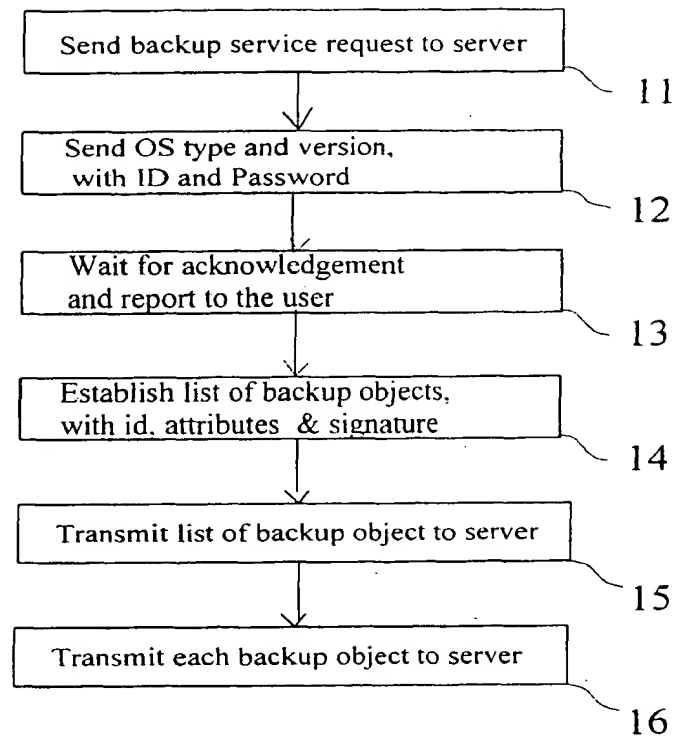 Send backup service request to server
11
Send OS type and version,
with ID and Password
12
Wait for acknowledgement
and report to the user
13
Establish list of backup objects,
with id, attributes & signature
14
Transmit list of backup object to server
15
Transmit each backup object to server
16